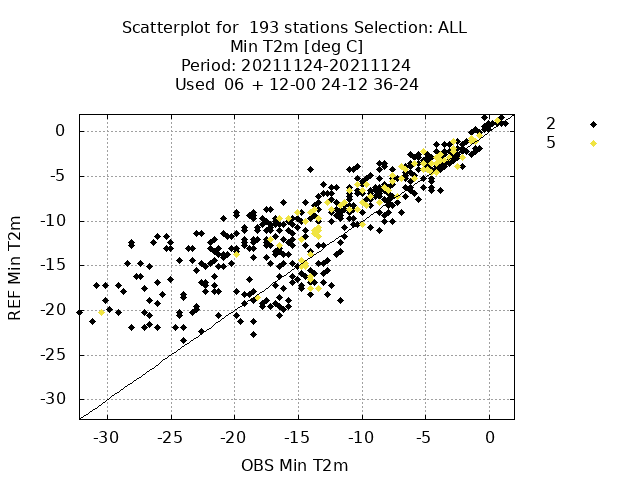 Scatterplot for  193 stations Selection: ALL
Min T2m [deg C]
Period: 20211124-20211124
Used  06 + 12-00 24-12 36-24
2
5
0
-5
-10
-15
-20
-25
-30
REF Min T2m
-30 -25 -20 -15 -10 -5 0
OBS Min T2m